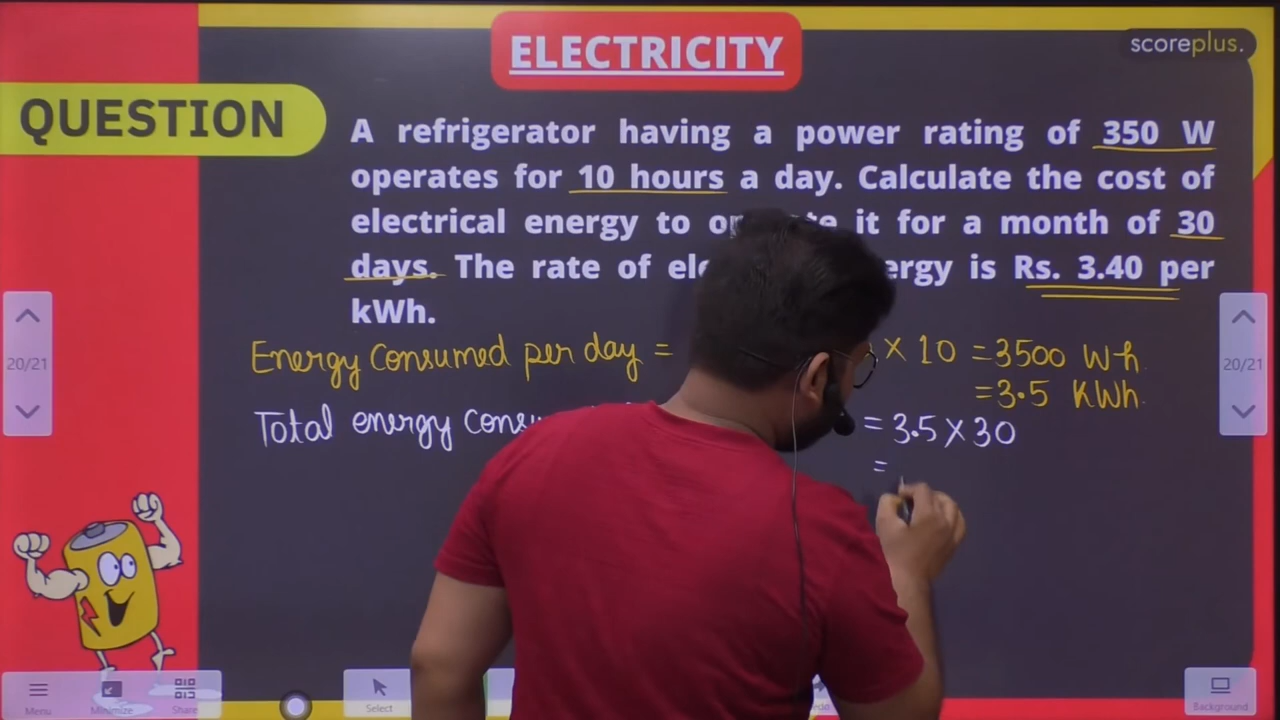 ELECTRICITY
scoreplus.
QUESTION
A refrigerator having a power rating of 350 W
operates for 10 hours a day. Calculate the cost of
electrical energy to it for a month of 30
days. The rate of is Rs. 3.40 per
kWh.
Energy Consumed per day = × 10 = 3500 Wh
= 3.5 KWh
Total energy = 3.5 × 30
=
20/21
20/21
Menu
Minimize
Share
Select
Background